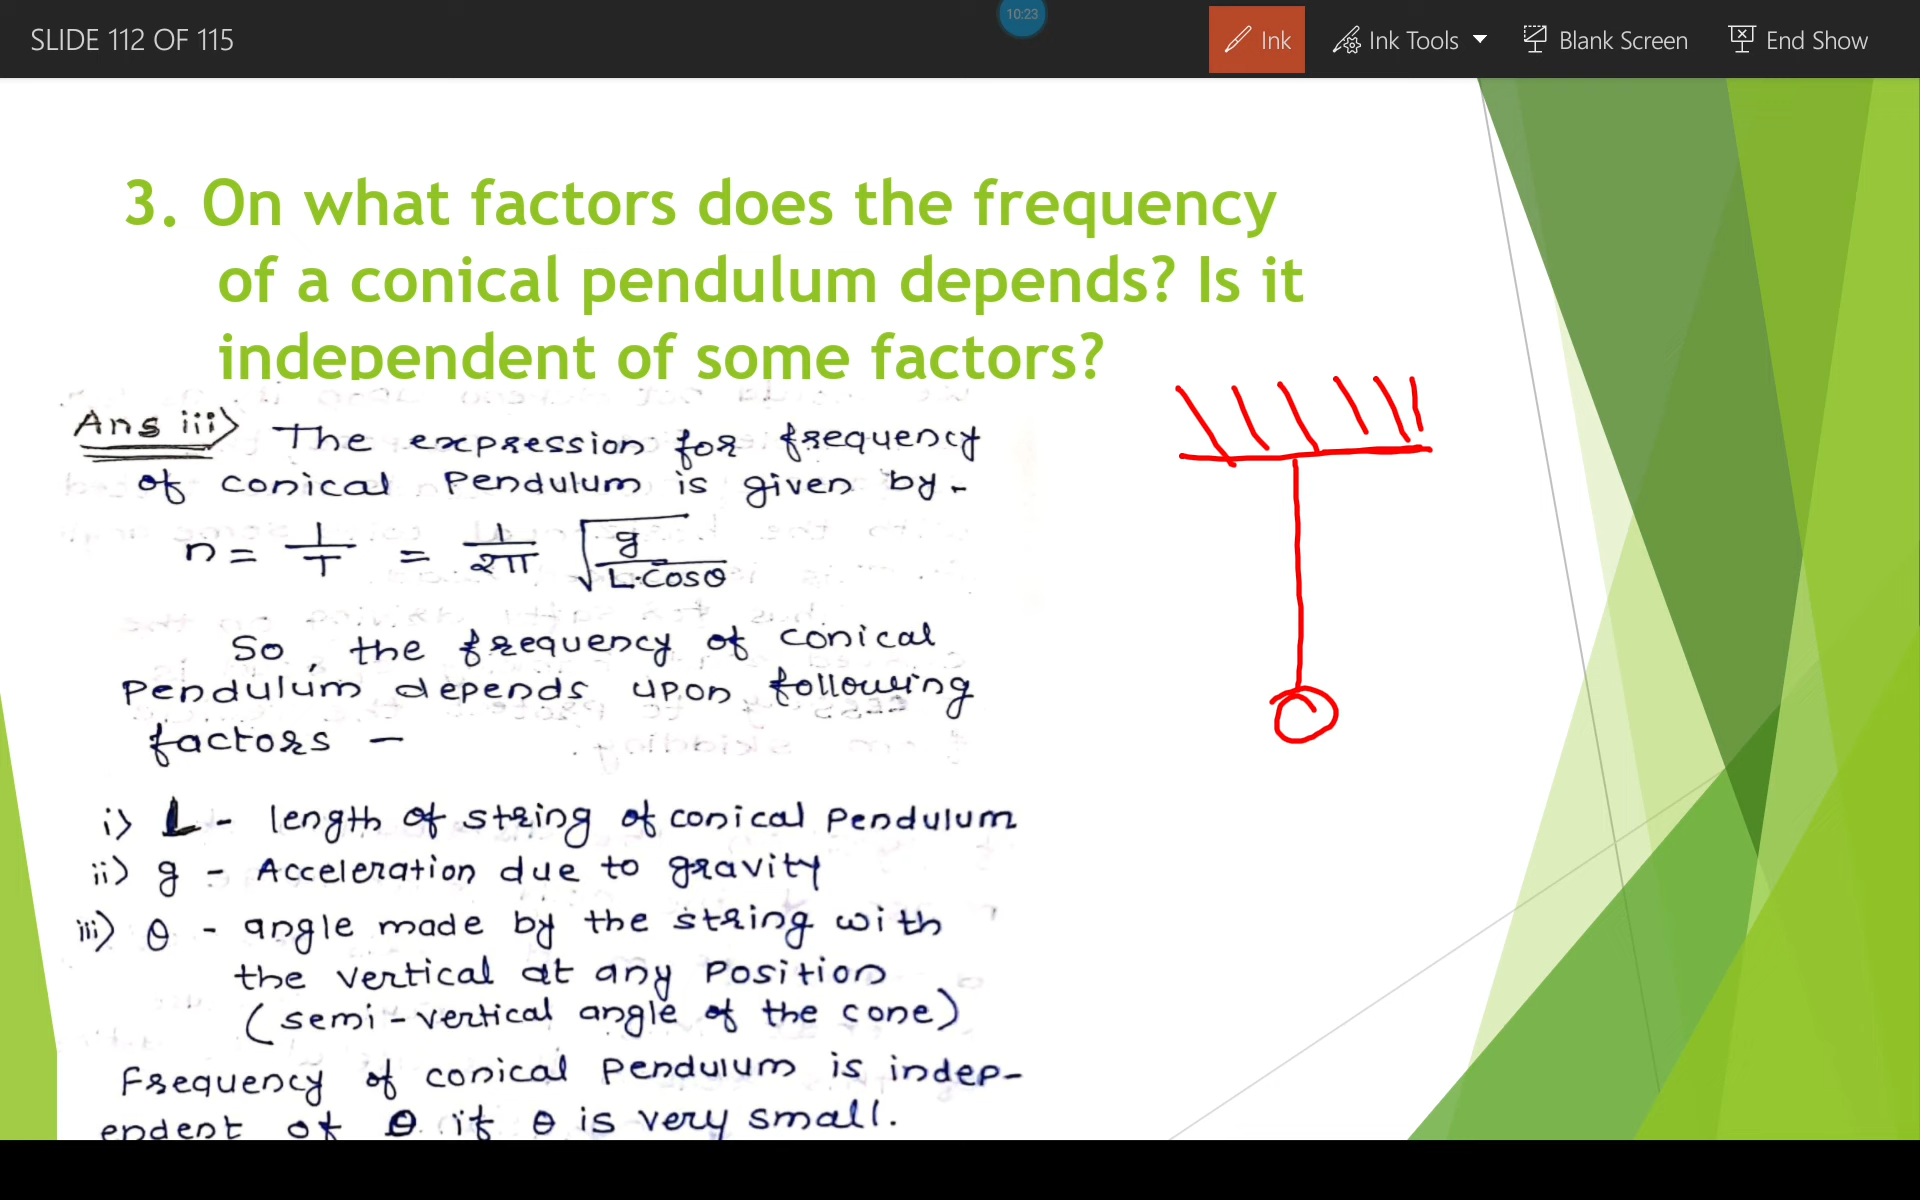 SLIDE 112 OF 115
10:23
Ink
Ink Tools
Blank Screen
End Show
3. On what factors does the frequency
of a conical pendulum depends? Is it
independent of some factors?
Ans iii> The expression for frequency
of conical Pendulum is given by-
n = 1/T = 1/2π √g/L.Cosθ
So, the frequency of conical
Pendulum depends upon following
factors —
i> L - length of string of conical Pendulum
ii> g - Acceleration due to gravity
iii> θ - angle made by the string with
the vertical at any Position
(semi-vertical angle of the cone)
Frequency of conical Pendulum is indep-
endent of θ if θ is very small.